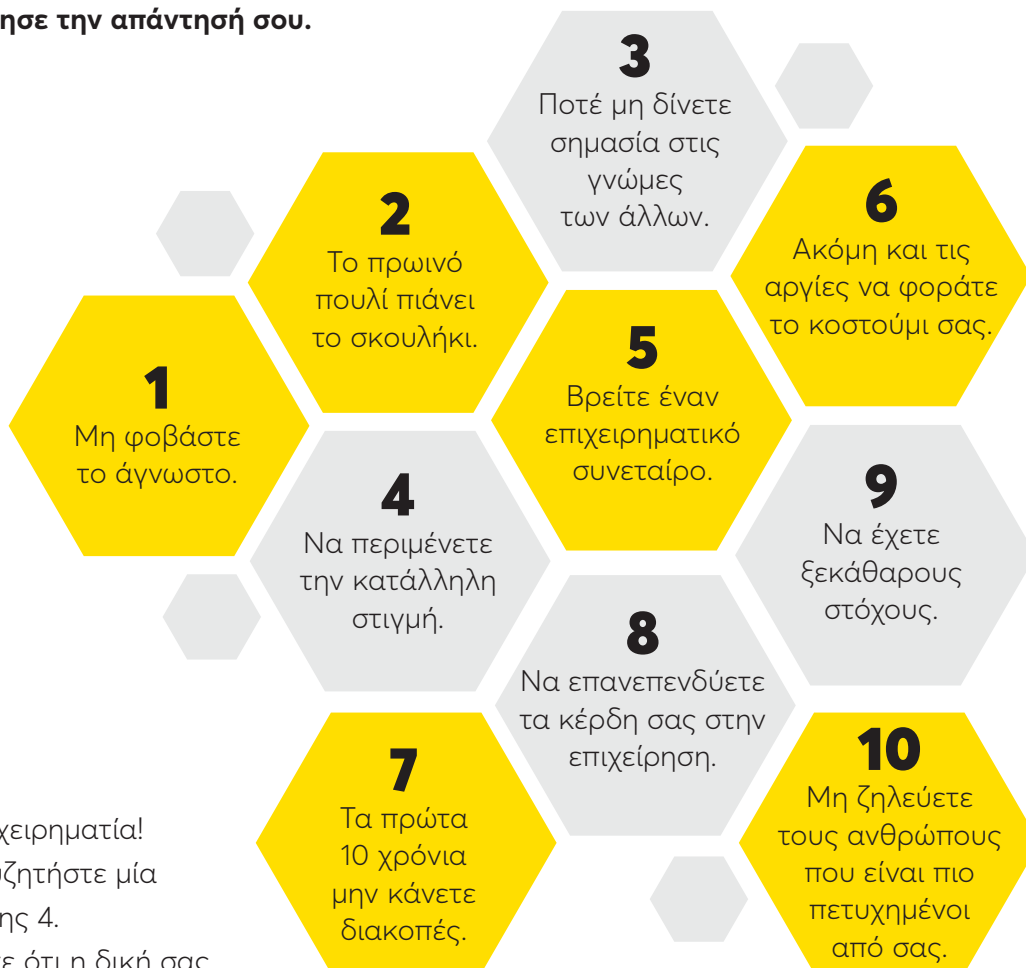 ησε την απάντησή σου.
1
Μη φοβάστε
το άγνωστο.
2
Το πρωινό
πουλί πιάνει
το σκουλήκι.
3
Ποτέ μη δίνετε
σημασία στις
γνώμες
των άλλων.
4
Να περιμένετε
την κατάλληλη
στιγμή.
5
Βρείτε έναν
επιχειρηματικό
συνεταίρο.
6
Ακόμη και τις
αργίες να φοράτε
το κοστούμι σας.
7
Τα πρώτα
10 χρόνια
μην κάνετε
διακοπές.
8
Να επανεπενδύετε
τα κέρδη σας στην
επιχείρηση.
9
Να έχετε
ξεκάθαρους
στόχους.
10
Μη ζηλεύετε
τους ανθρώπους
που είναι πιο
πετυχημένοι
από σας.
χειρηματία!
ζητήστε μία
ης 4.
ότι η δική σας